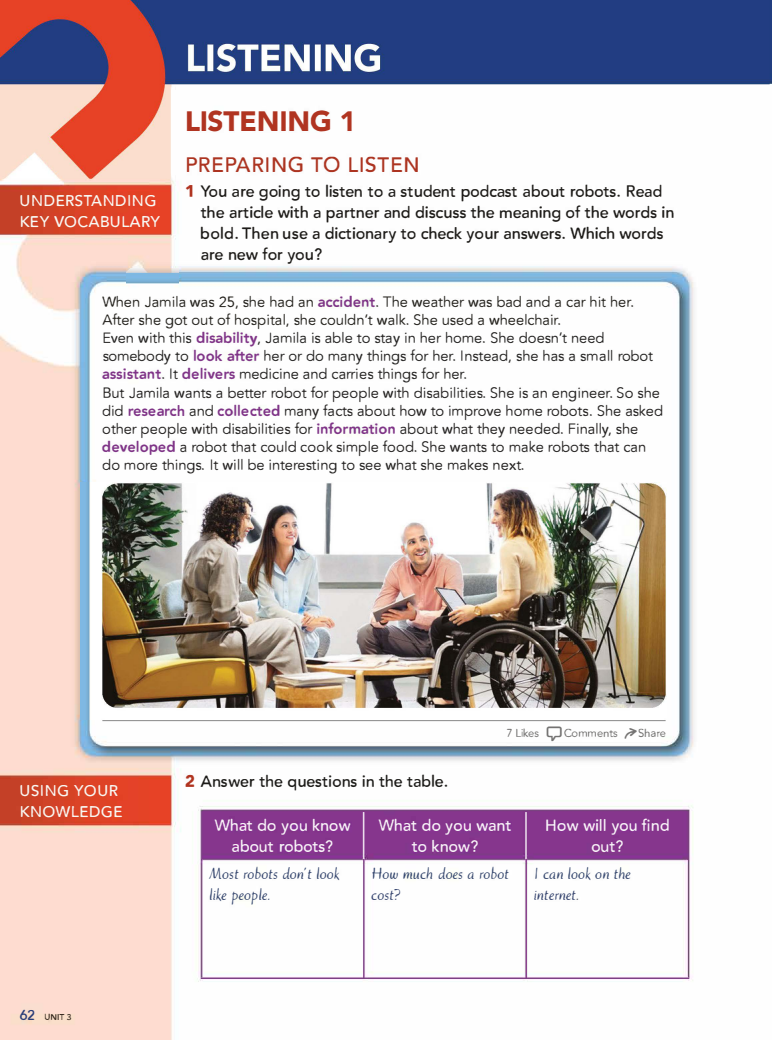 LISTENING
LISTENING 1
PREPARING TO LISTEN
UNDERSTANDING
KEY VOCABULARY
1 You are going to listen to a student podcast about robots. Read
the article with a partner and discuss the meaning of the words in
bold. Then use a dictionary to check your answers. Which words
are new for you?
When Jamila was 25, she had an accident. The weather was bad and a car hit her.
After she got out of hospital, she couldn't walk. She used a wheelchair.
Even with this disability, Jamila is able to stay in her home. She doesn't need
somebody to look after her or do many things for her. Instead, she has a small robot
assistant. It delivers medicine and carries things for her.
But Jamila wants a better robot for people with disabilities. She is an engineer. So she
did research and collected many facts about how to improve home robots. She asked
other people with disabilities for information about what they needed. Finally, she
developed a robot that could cook simple food. She wants to make robots that can
do more things. It will be interesting to see what she makes next.
7 Likes Comments Share
USING YOUR
KNOWLEDGE
2 Answer the questions in the table.
What do you know
about robots?
What do you want
to know?
How will you find
out?
Most robots don't look
like people.
How much does a robot
cost?
I can look on the
internet.
62 UNIT 3